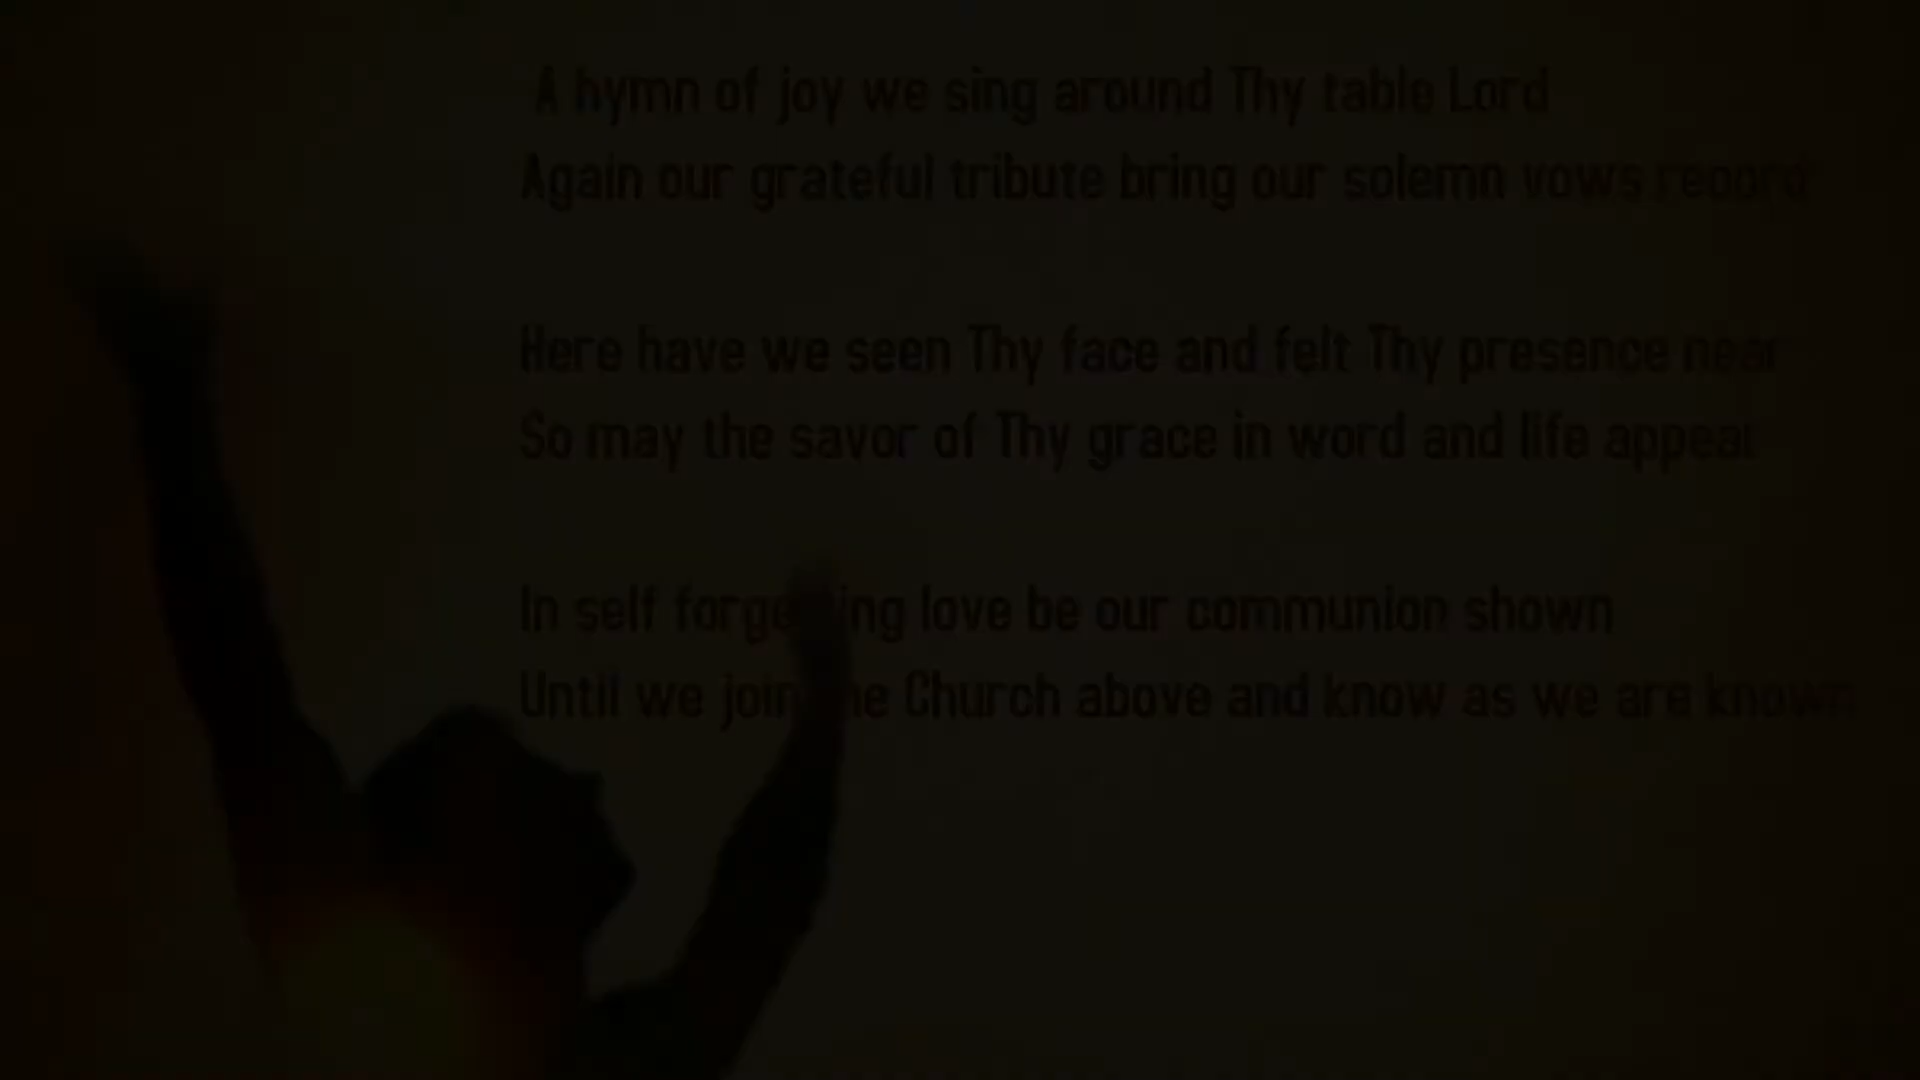 A hymn of joy we sing around Thy table Lord
Again our grateful tribute bring our solemn vows record
Here have we seen Thy face and felt Thy presence near
So may the savor of Thy grace in word and life appear
In self forgetting love be our communion shown
Until we join the Church above and know as we are known